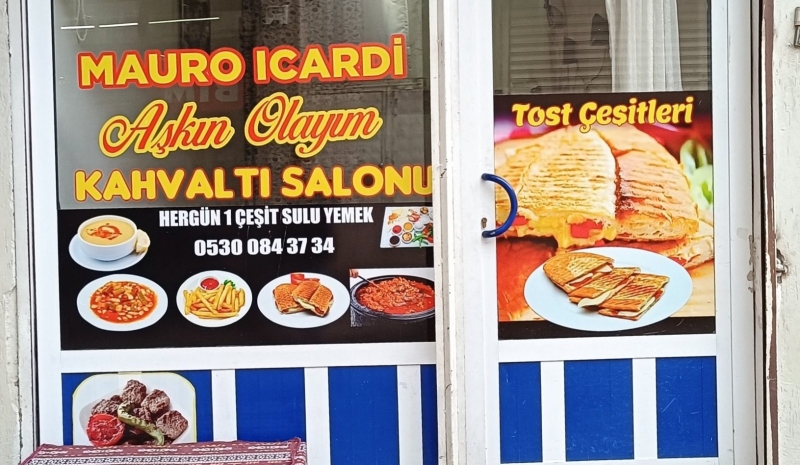 MAURO ICARDİ
Aşkın Olayım
KAHVALTI SALONU
HERGÜN 1 ÇEŞİT SULU YEMEK
0530 084 37 34
Tost Çeşitleri